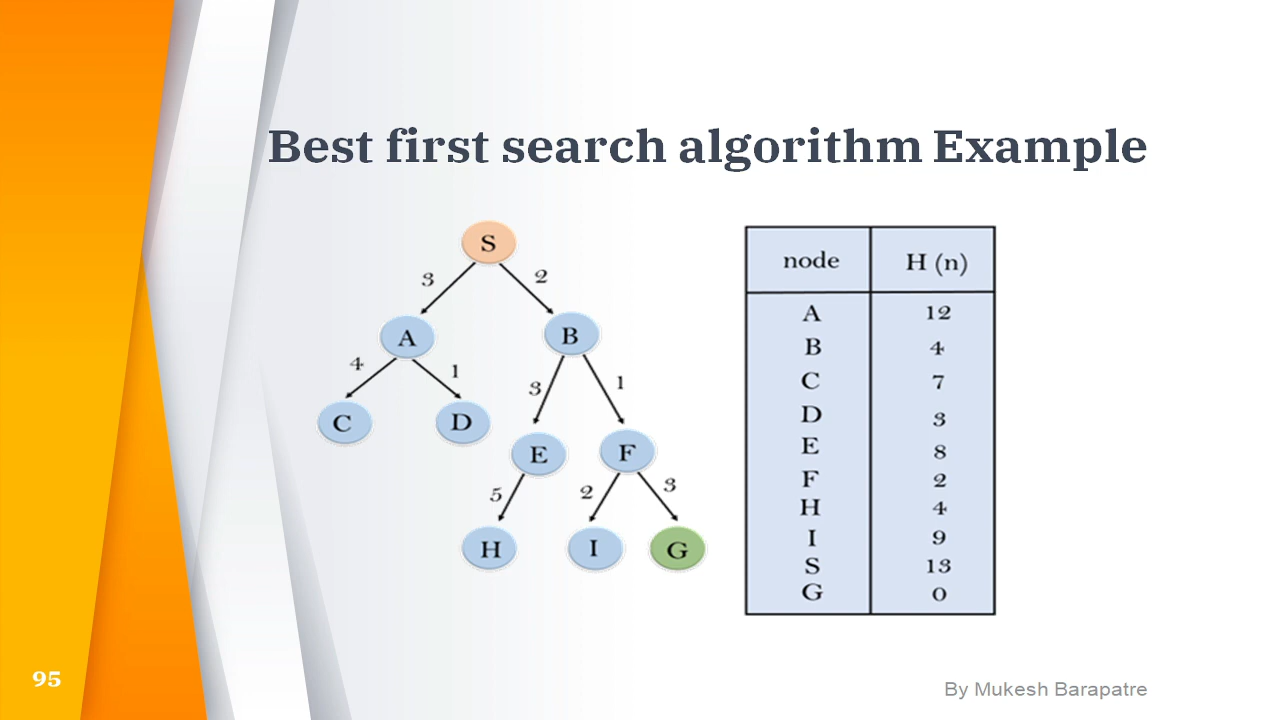 Best first search algorithm Example
S
3 2
A B
4 1 3 1
C D
E F
5 2 3
H I G
node H (n)
A 12
B 4
C 7
D 3
E 8
F 2
H 4
I 9
S 13
G 0
95
By Mukesh Barapatre